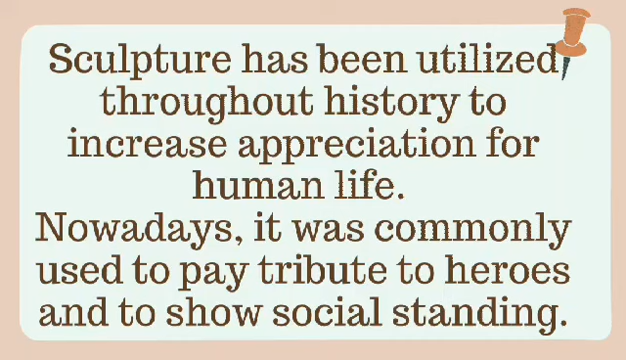 Sculpture has been utilized
throughout history to
increase appreciation for
human life.
Nowadays, it was commonly
used to pay tribute to heroes
and to show social standing.